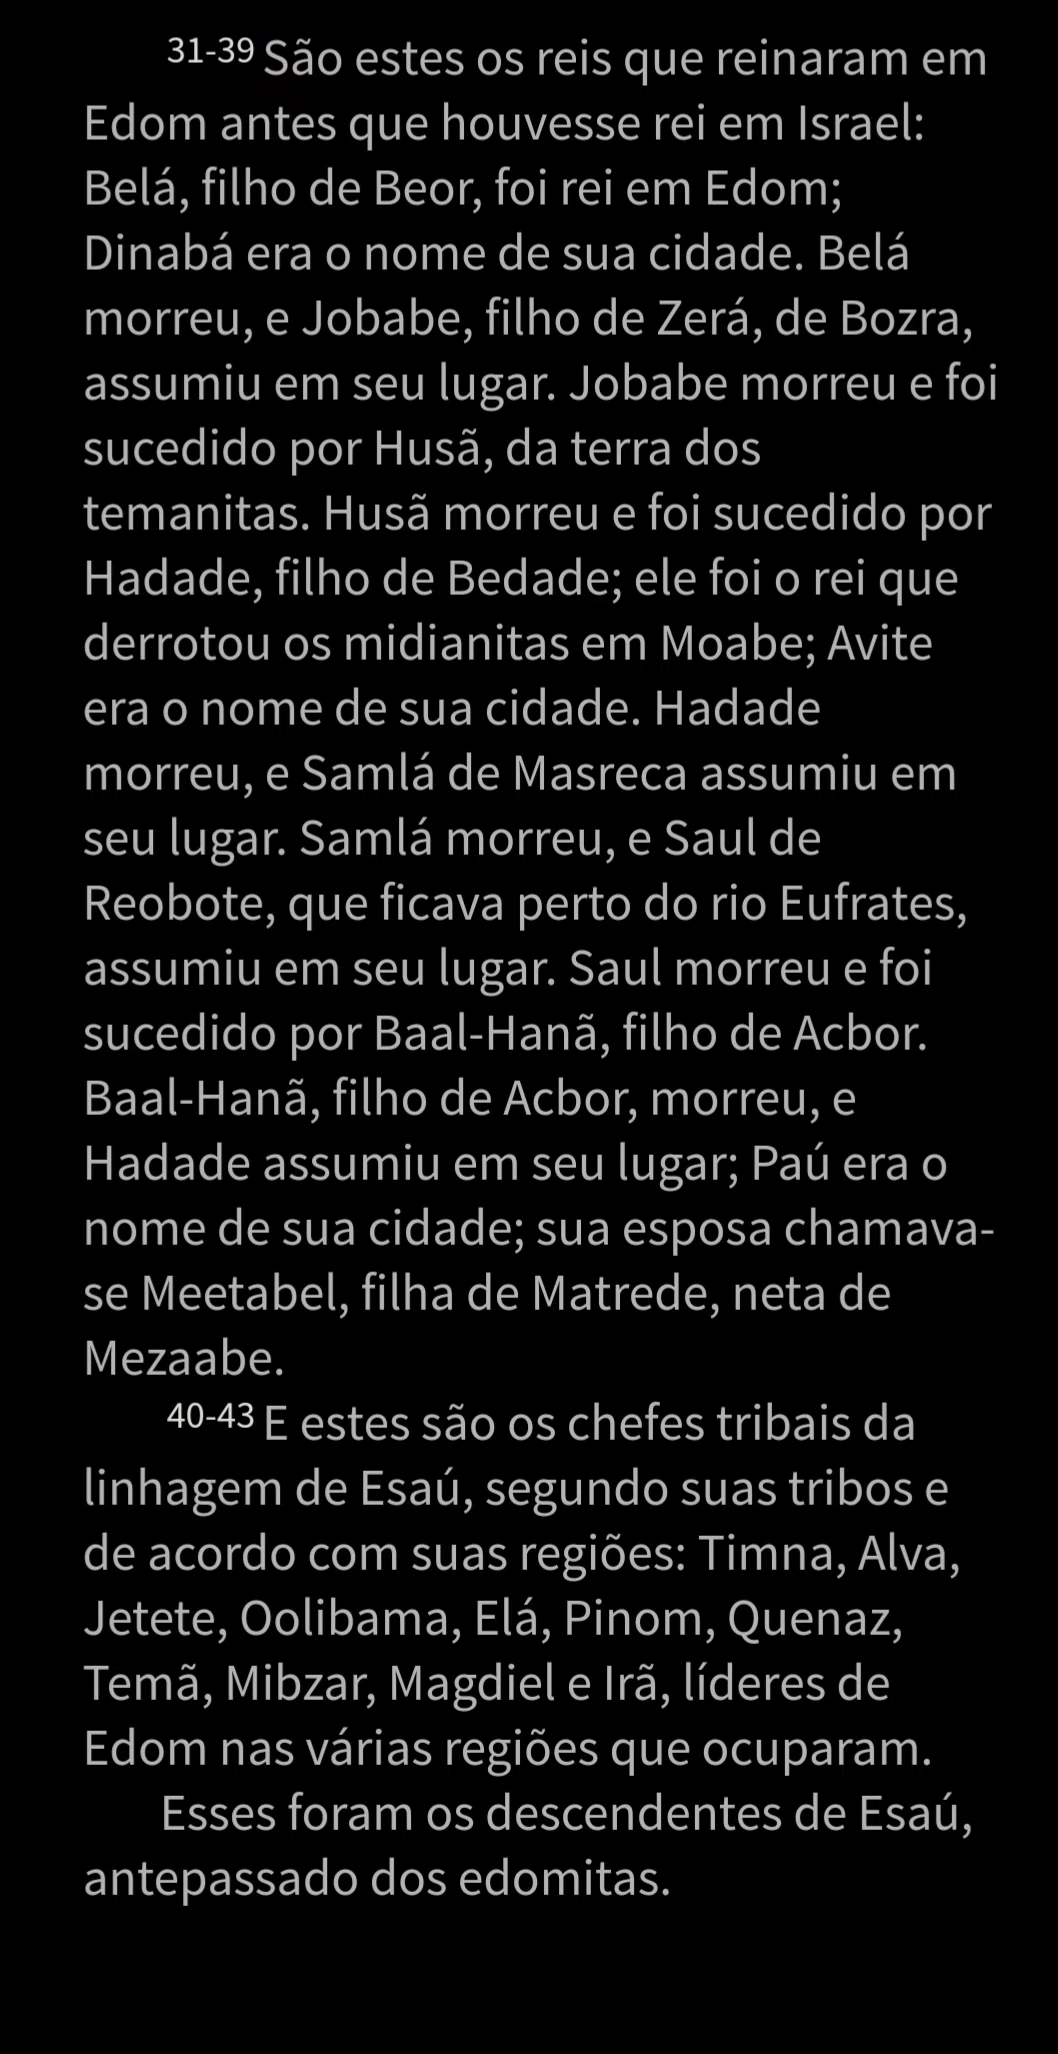 31-39 São estes os reis que reinaram em
Edom antes que houvesse rei em Israel:
Belá, filho de Beor, foi rei em Edom;
Dinabá era o nome de sua cidade. Belá
morreu, e Jobabe, filho de Zerá, de Bozra,
assumiu em seu lugar. Jobabe morreu e foi
sucedido por Husã, da terra dos
temanitas. Husã morreu e foi sucedido por
Hadade, filho de Bedade; ele foi o rei que
derrotou os midianitas em Moabe; Avite
era o nome de sua cidade. Hadade
morreu, e Samlá de Masreca assumiu em
seu lugar. Samlá morreu, e Saul de
Reobote, que ficava perto do rio Eufrates,
assumiu em seu lugar. Saul morreu e foi
sucedido por Baal-Hanã, filho de Acbor.
Baal-Hanã, filho de Acbor, morreu, e
Hadade assumiu em seu lugar; Paú era o
nome de sua cidade; sua esposa chamava-
se Meetabel, filha de Matrede, neta de
Mezaabe.
40-43 E estes são os chefes tribais da
linhagem de Esaú, segundo suas tribos e
de acordo com suas regiões: Timna, Alva,
Jetete, Oolibama, Elá, Pinom, Quenaz,
Temã, Mibzar, Magdiel e Irã, líderes de
Edom nas várias regiões que ocuparam.
Esses foram os descendentes de Esaú,
antepassado dos edomitas.